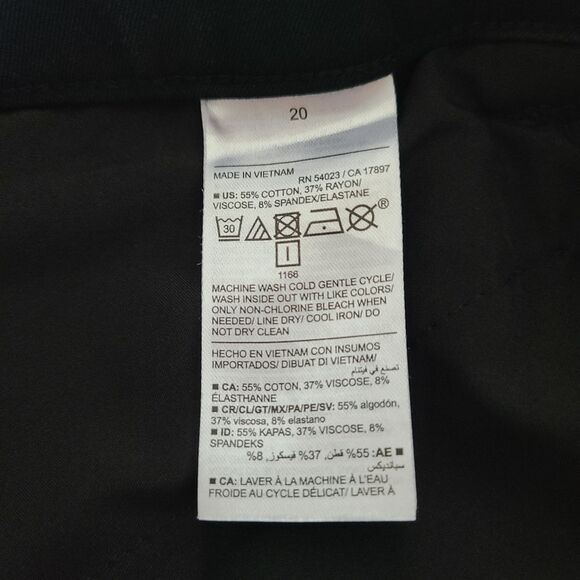 20
MADE IN VIETNAM
RN 54023 / CA 17897
■ US: 55% COTTON, 37% RAYON/
VISCOSE, 8% SPANDEX/ELASTANE
30
®
1166
MACHINE WASH COLD GENTLE CYCLE/
WASH INSIDE OUT WITH LIKE COLORS/
ONLY NON-CHLORINE BLEACH WHEN
NEEDED/ LINE DRY/ COOL IRON/ DO
NOT DRY CLEAN
HECHO EN VIETNAM CON INSUMOS
IMPORTADOS/ DIBUAT DI VIETNAM/
تصنع في فيتنام
■ CA: 55% COTON, 37% VISCOSE, 8%
ÉLASTHANNE
■ CR/CL/GT/MX/PA/PE/SV: 55% algodón,
37% viscosa, 8% elastano
■ ID: 55% KAPAS, 37% VISCOSE, 8%
SPANDEKS
■ AE: 55% قطن, 37% فيسكوز, 8%
سبانديكس
■ CA: LAVER À LA MACHINE À L'EAU
FROIDE AU CYCLE DÉLICAT/ LAVER À